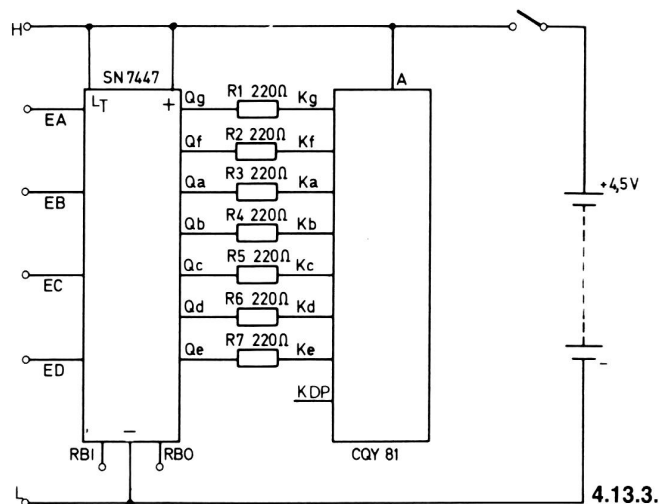 H
SN 7447
A
LT +
Qg R1 220Ω Kg
EA
Qf R2 220Ω Kf
Qa R3 220Ω Ka
+4,5V
EB
Qb R4 220Ω Kb
Qc R5 220Ω Kc
EC
Qd R6 220Ω Kd
Qe R7 220Ω Ke
-
ED
KDP
-
RBI RBO CQY 81
L
4.13.3.